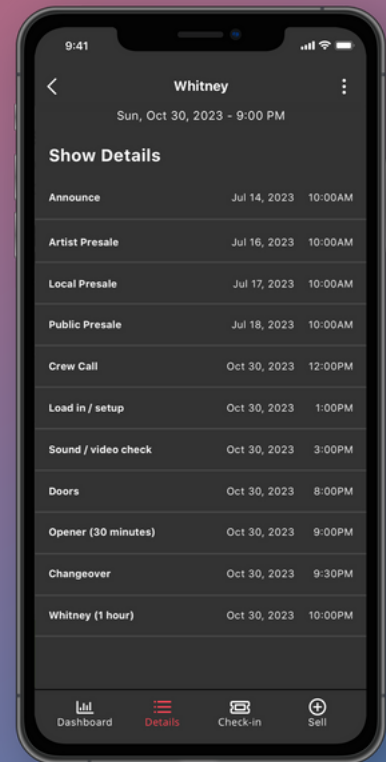 9:41
Whitney
Sun, Oct 30, 2023 - 9:00 PM
Show Details
Announce Jul 14, 2023 10:00AM
Artist Presale Jul 16, 2023 10:00AM
Local Presale Jul 17, 2023 10:00AM
Public Presale Jul 18, 2023 10:00AM
Crew Call Oct 30, 2023 12:00PM
Load in / setup Oct 30, 2023 1:00PM
Sound / video check Oct 30, 2023 3:00PM
Doors Oct 30, 2023 8:00PM
Opener (30 minutes) Oct 30, 2023 9:00PM
Changeover Oct 30, 2023 9:30PM
Whitney (1 hour) Oct 30, 2023 10:00PM
Dashboard Details Check-in Sell